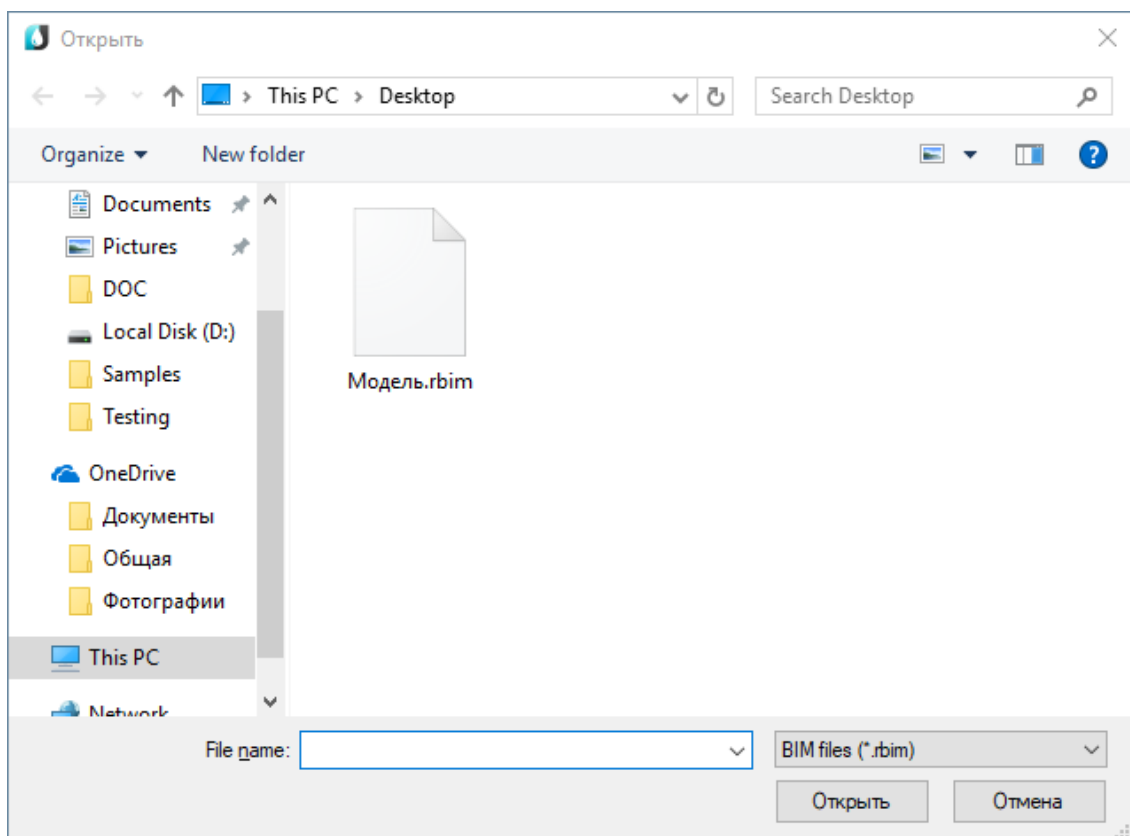 Открыть
This PC > Desktop
Search Desktop
Organize
New folder
?
Documents
Pictures
DOC
Local Disk (D:)
Samples
Testing
OneDrive
Документы
Общая
Фотографии
This PC
Network
Модель.rbim
File name:
BIM files (*.rbim)
Открыть
Отмена